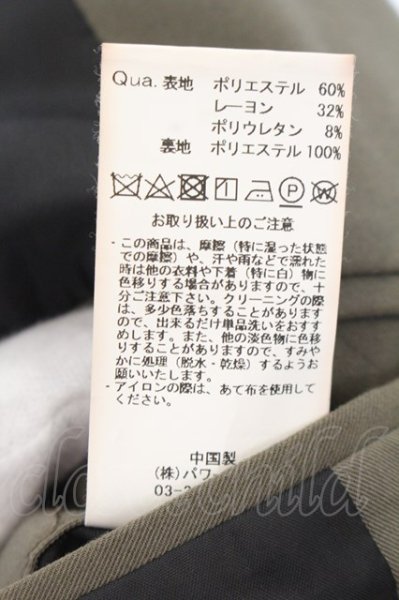 Qua. 表地 ポリエステル 60%
レーヨン 32%
ポリウレタン 8%
裏地 ポリエステル 100%
お取り扱い上のご注意
・この商品は、摩擦（特に湿った状態
での摩擦）や、汗や雨などで濡れた
時は他の衣料や下着（特に白）物に
色移りする場合がありますので、十
分ご注意下さい。クリーニングの際
は、多少色落ちすることがあります
ので、出来るだけ単品洗いをおすす
めします。また、他の淡色物に色移
りすることがありますので、すみや
かに処理（脱水・乾燥）するようお
願いいたします。
・アイロンの際は、あて布を使用して
ください。
中国製
(株)パワー
03-3
child